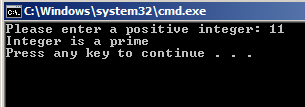 C:\Windows\system32\cmd.exe
Please enter a positive integer: 11
Integer is a prime
Press any key to continue . . .